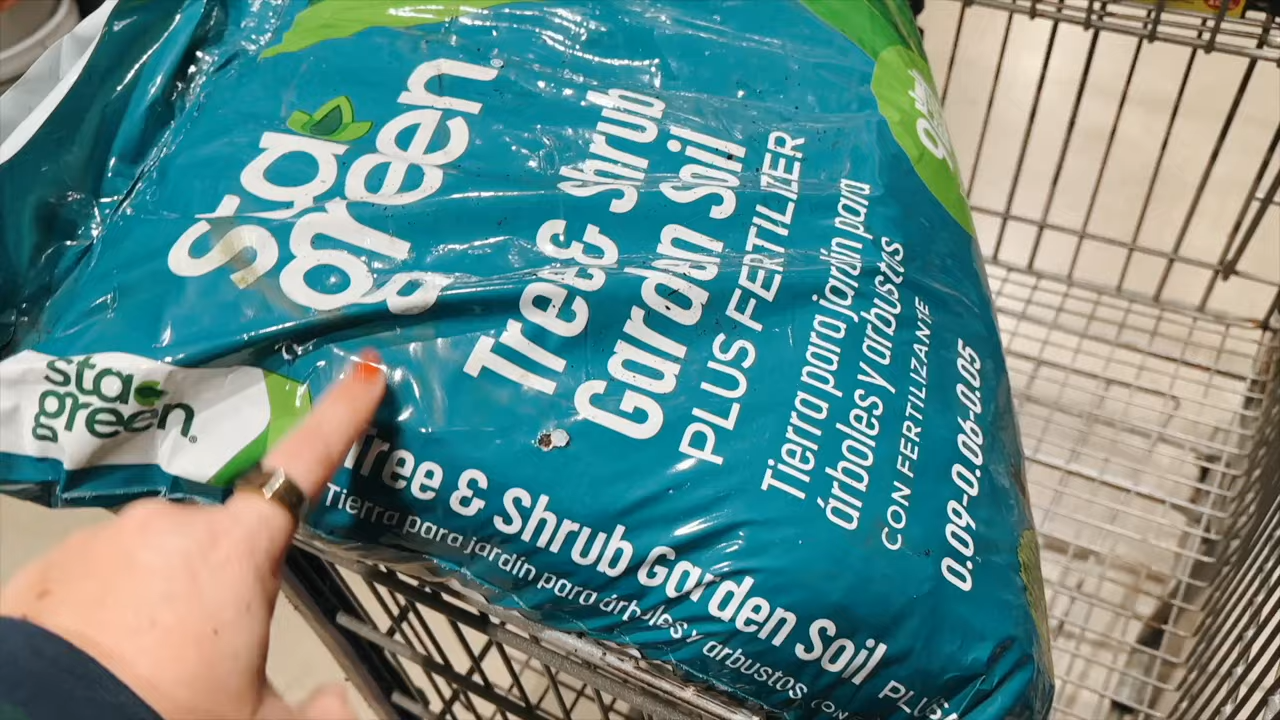 sta
green
Tree & Shrub
Garden Soil
PLUS FERTILIZER
Tierra para jardín para
árboles y arbustos
CON FERTILIZANTE
0.09-0.06-0.05
sta
green
Tree & Shrub Garden Soil PLUS
Tierra para jardín para árboles y arbustos CON